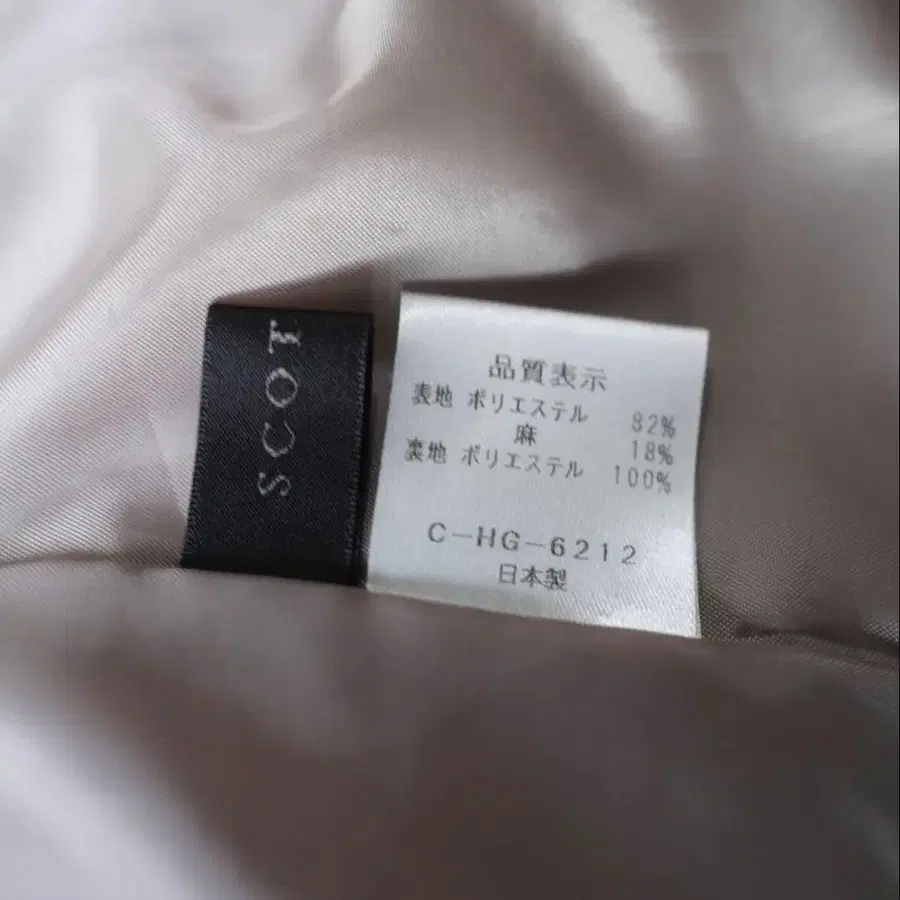 SCOT
品質表示
表地 ポリエステル 82%
麻 18%
裏地 ポリエステル 100%
C-HG-6212
日本製